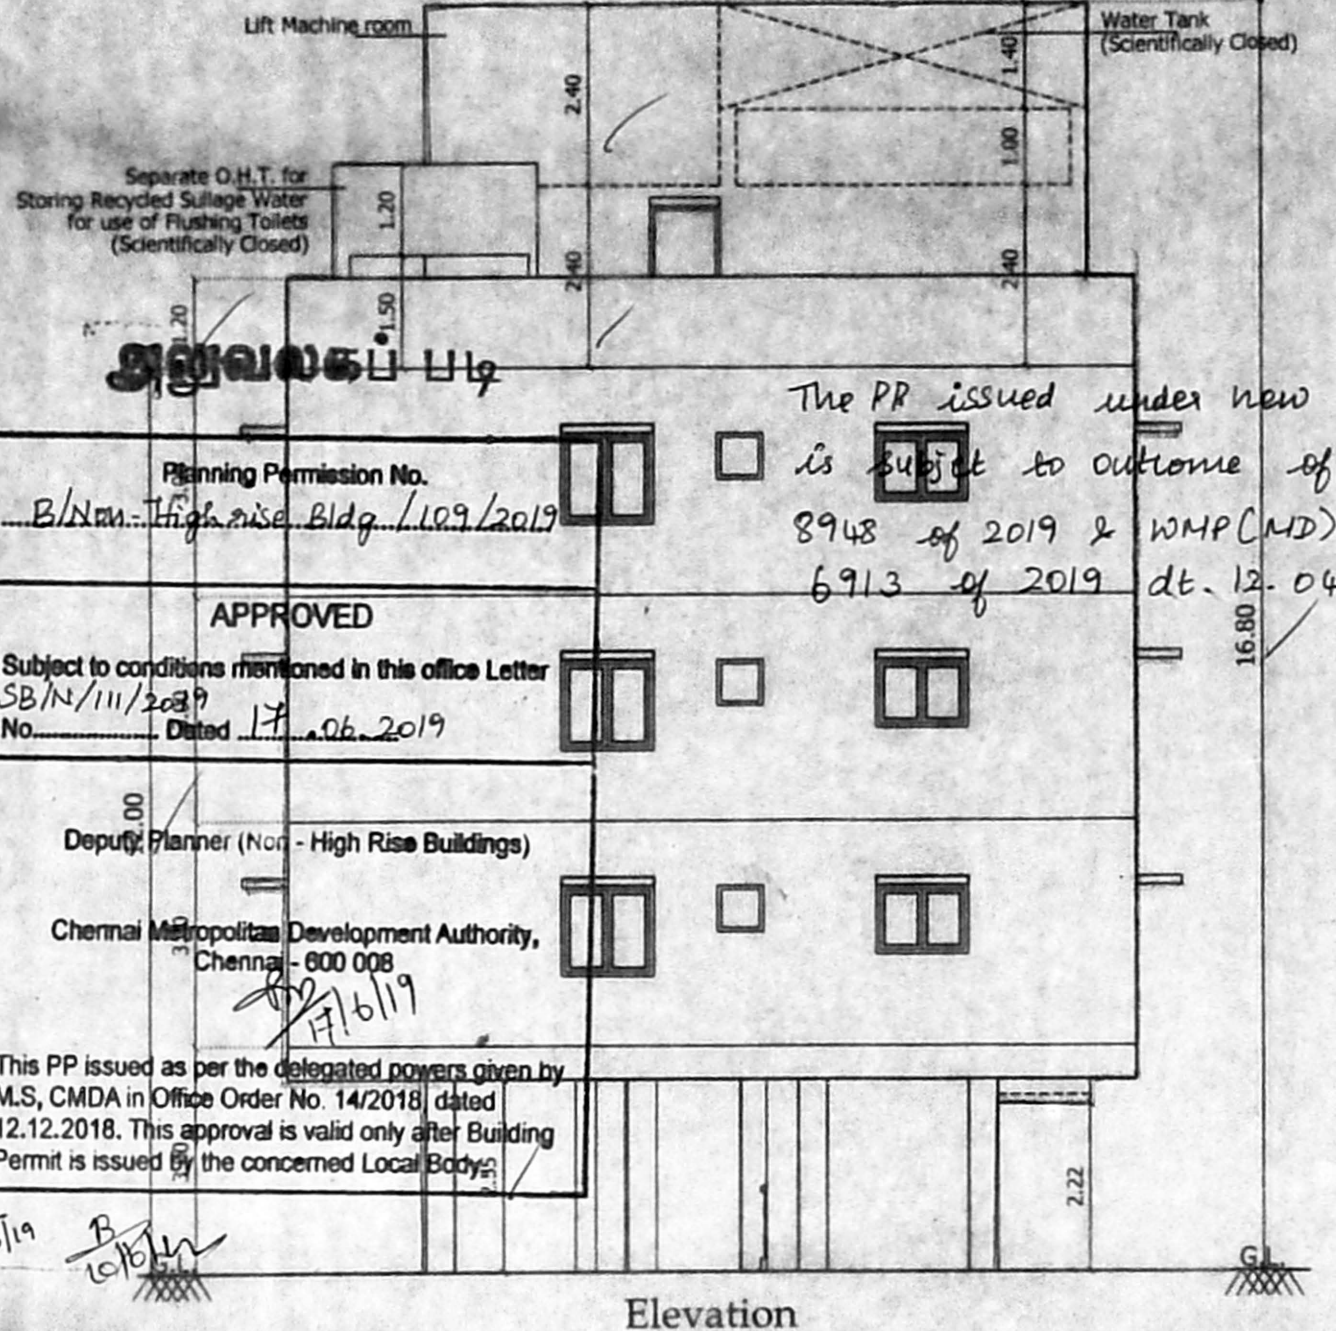 Lift Machine room
Water Tank
(Scientifically Closed)
2.40
1.40
1.00
Separate O.H.T. for
Storing Recycled Sullage Water
for use of Flushing Toilets
(Scientifically Closed)
1.20
2.40
2.40
1.20
1.50
அலுவலகப் படி
The PP issued under new
is subject to outcome of
8948 of 2019 & WMP(MD)
6913 of 2019 dt. 12.04
Planning Permission No.
B/Non-High rise Bldg /109/2019
APPROVED
Subject to conditions mentioned in this office Letter
SB/N/111/2019
No. Dated 17.06.2019
16.80
Deputy Planner (Non - High Rise Buildings)
Chennai Metropolitan Development Authority,
Chennai - 600 008
17/6/19
This PP issued as per the delegated powers given by
M.S, CMDA in Office Order No. 14/2018, dated
12.12.2018. This approval is valid only after Building
Permit is issued by the concerned Local Body.
2.22
G.L.
Elevation